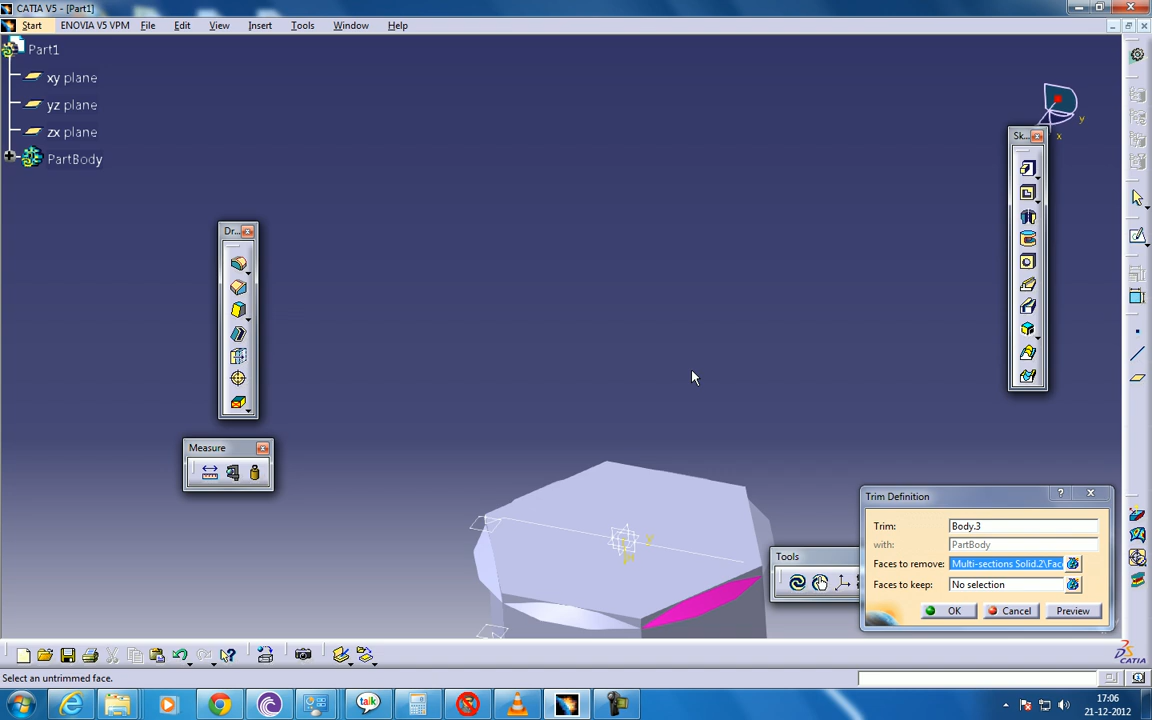 CATIA V5 - [Part1]
Start ENOVIA V5 VPM File Edit View Insert Tools Window Help
Part1
xy plane
yz plane
zx plane
PartBody
y
x
Sk...
Dr...
Measure
Trim Definition
Trim: Body.3
with: PartBody
Faces to remove: Multi-sections Solid.2\Fac
Faces to keep: No selection
OK Cancel Preview
Tools
CATIA
Select an untrimmed face.
talk
17:06
21-12-2012